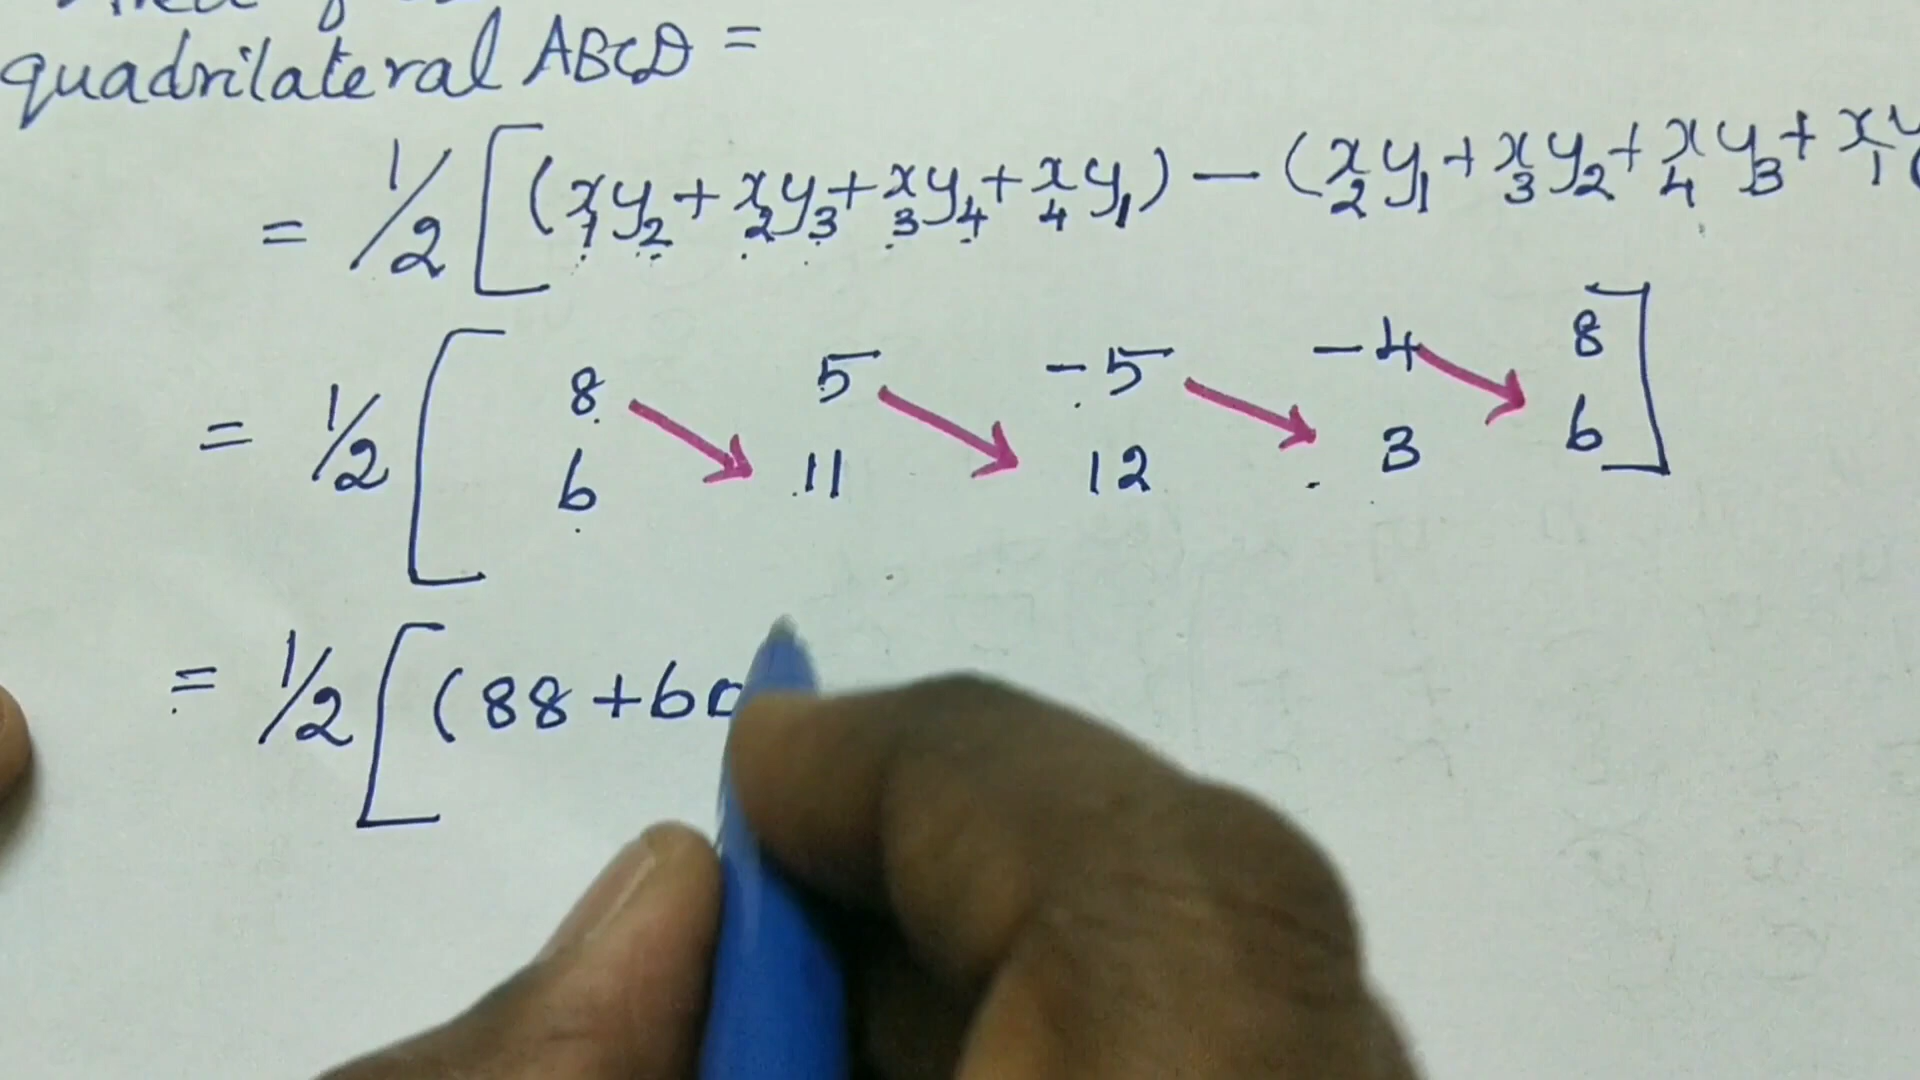 quadrilateral ABCD =
= 1/2 [(x₁y₂ + x₂y₃ + x₃y₄ + x₄y₁) − (x₂y₁ + x₃y₂ + x₄y₃ + x₁
= 1/2 [ 8 5 -5 -4 8 ]
6 11 12 3 6
= 1/2 [(88 + 60